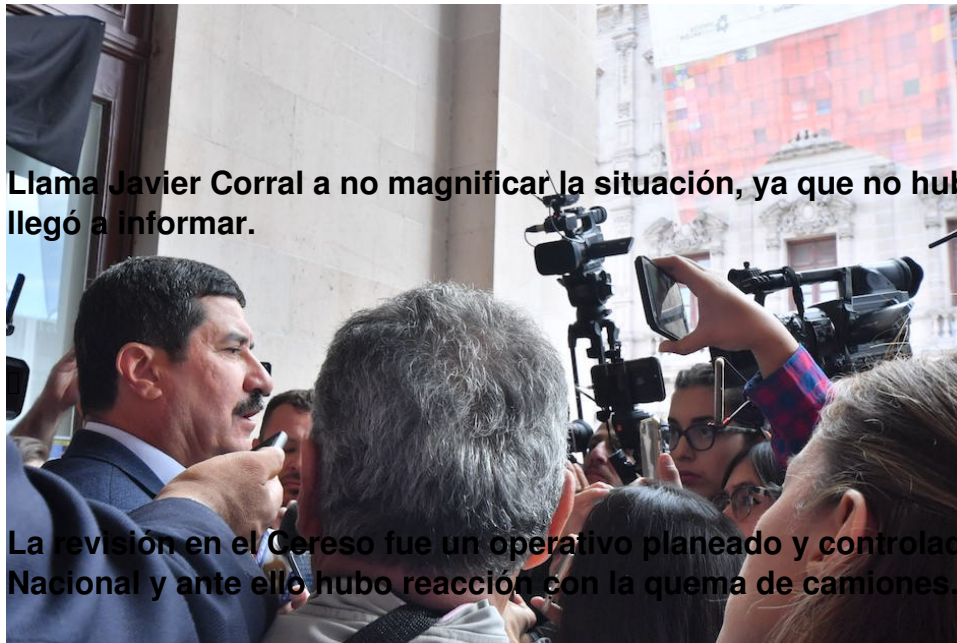 Llama Javier Corral a no magnificar la situación, ya que no hub
llegó a informar.
La revisión en el Cereso fue un operativo planeado y controlad
Nacional y ante ello hubo reacción con la quema de camiones.